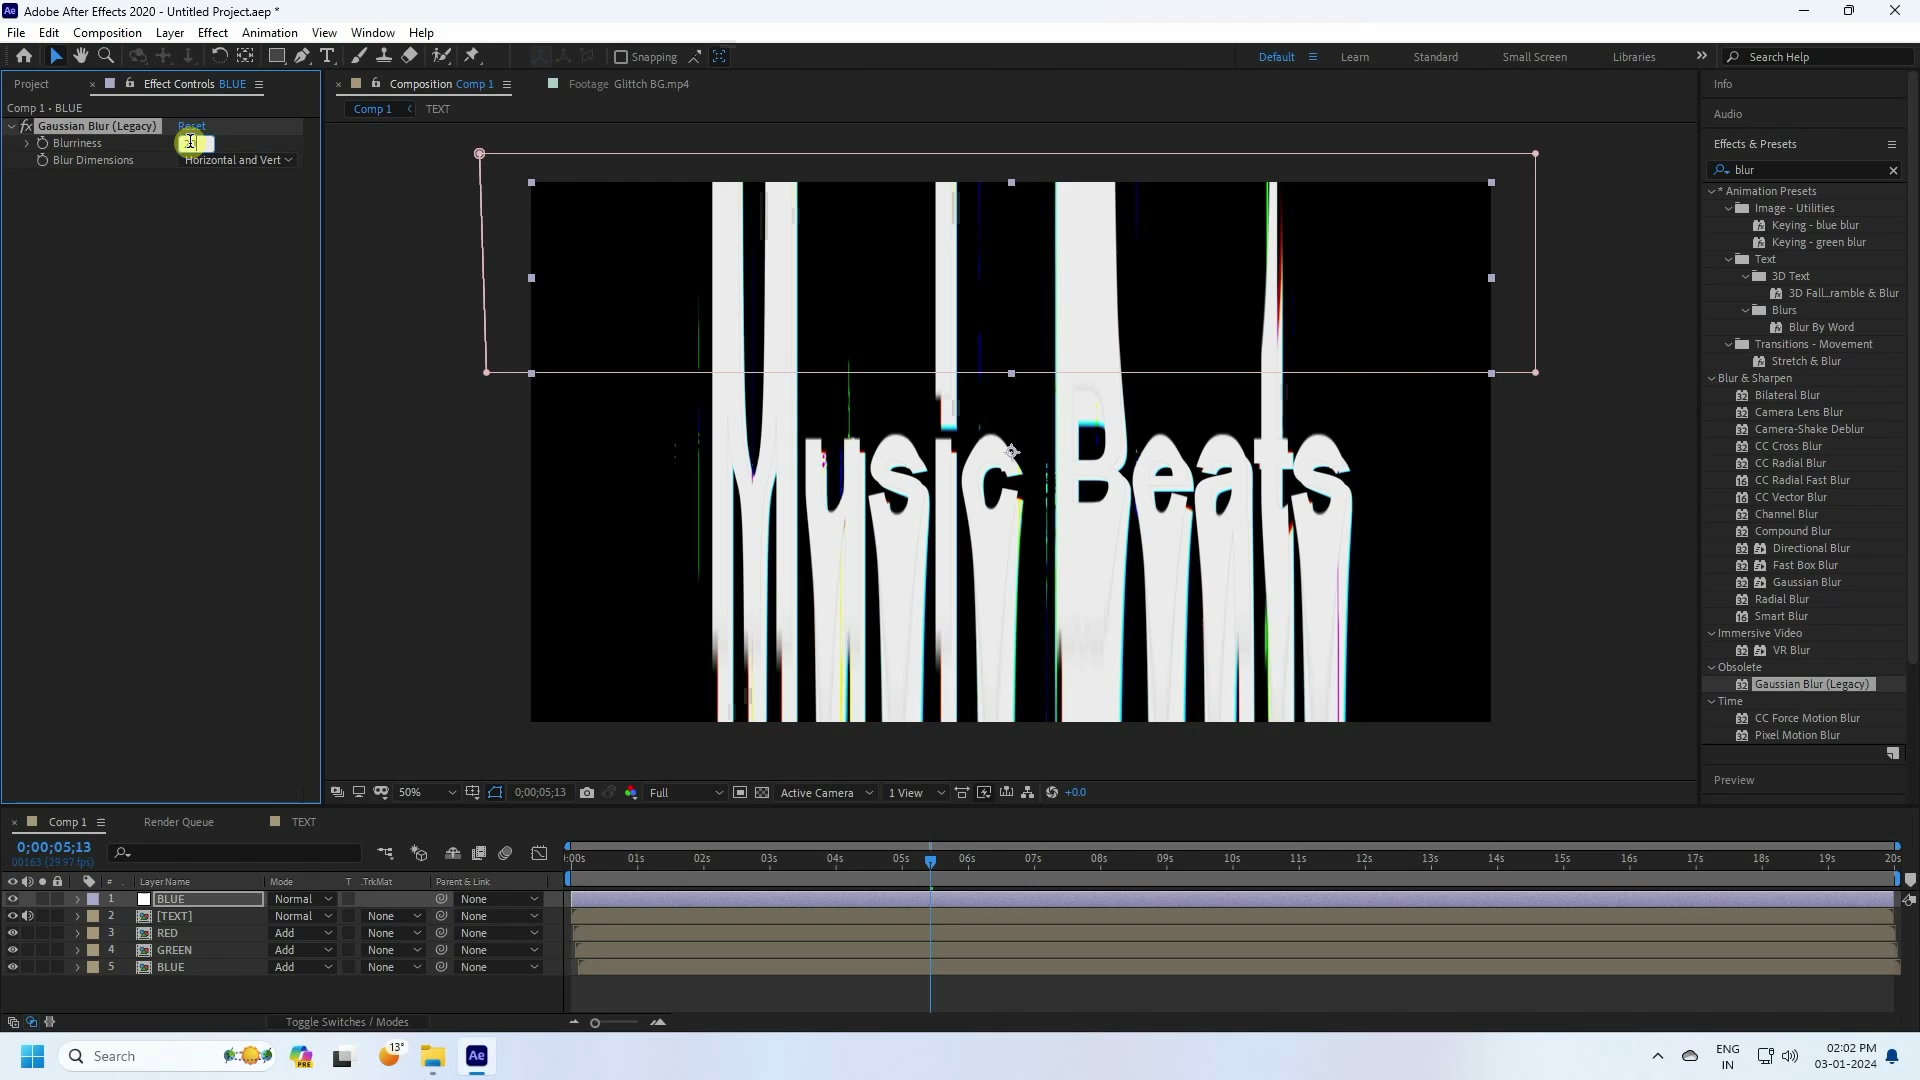 Adobe After Effects 2020 - Untitled Project.aep *
File Edit Composition Layer Effect Animation View Window Help
Snapping Default Learn Standard Small Screen Libraries Search Help
Project Effect Controls BLUE Composition Comp 1 Footage Glittch BG.mp4 Info
Comp 1 • BLUE Comp 1 TEXT Audio
fx Gaussian Blur (Legacy) Reset
Blurriness
Blur Dimensions Horizontal and Vert
Effects & Presets
blur
* Animation Presets
Image - Utilities
Keying - blue blur
Keying - green blur
Text
3D Text
3D Fall...ramble & Blur
Blurs
Blur By Word
Transitions - Movement
Stretch & Blur
Blur & Sharpen
Bilateral Blur
Camera Lens Blur
Camera-Shake Deblur
CC Cross Blur
CC Radial Blur
CC Radial Fast Blur
CC Vector Blur
Channel Blur
Compound Blur
Directional Blur
Fast Box Blur
Gaussian Blur
Radial Blur
Smart Blur
Immersive Video
VR Blur
Obsolete
Gaussian Blur (Legacy)
Time
CC Force Motion Blur
Pixel Motion Blur
Preview
Music Beats
50% 0;00;05;13 Full Active Camera 1 View +0.0
Comp 1 Render Queue TEXT
0;00;05;13
00163 (29.97 fps)
:00s 01s 02s 03s 04s 05s 06s 07s 08s 09s 10s 11s 12s 13s 14s 15s 16s 17s 18s 19s 20s
# Layer Name Mode T .TrkMat Parent & Link
1 BLUE Normal None
2 [TEXT] Normal None None
3 RED Add None None
4 GREEN Add None None
5 BLUE Add None None
Toggle Switches / Modes
Search PRE 13° Ae ENG IN 02:02 PM 03-01-2024